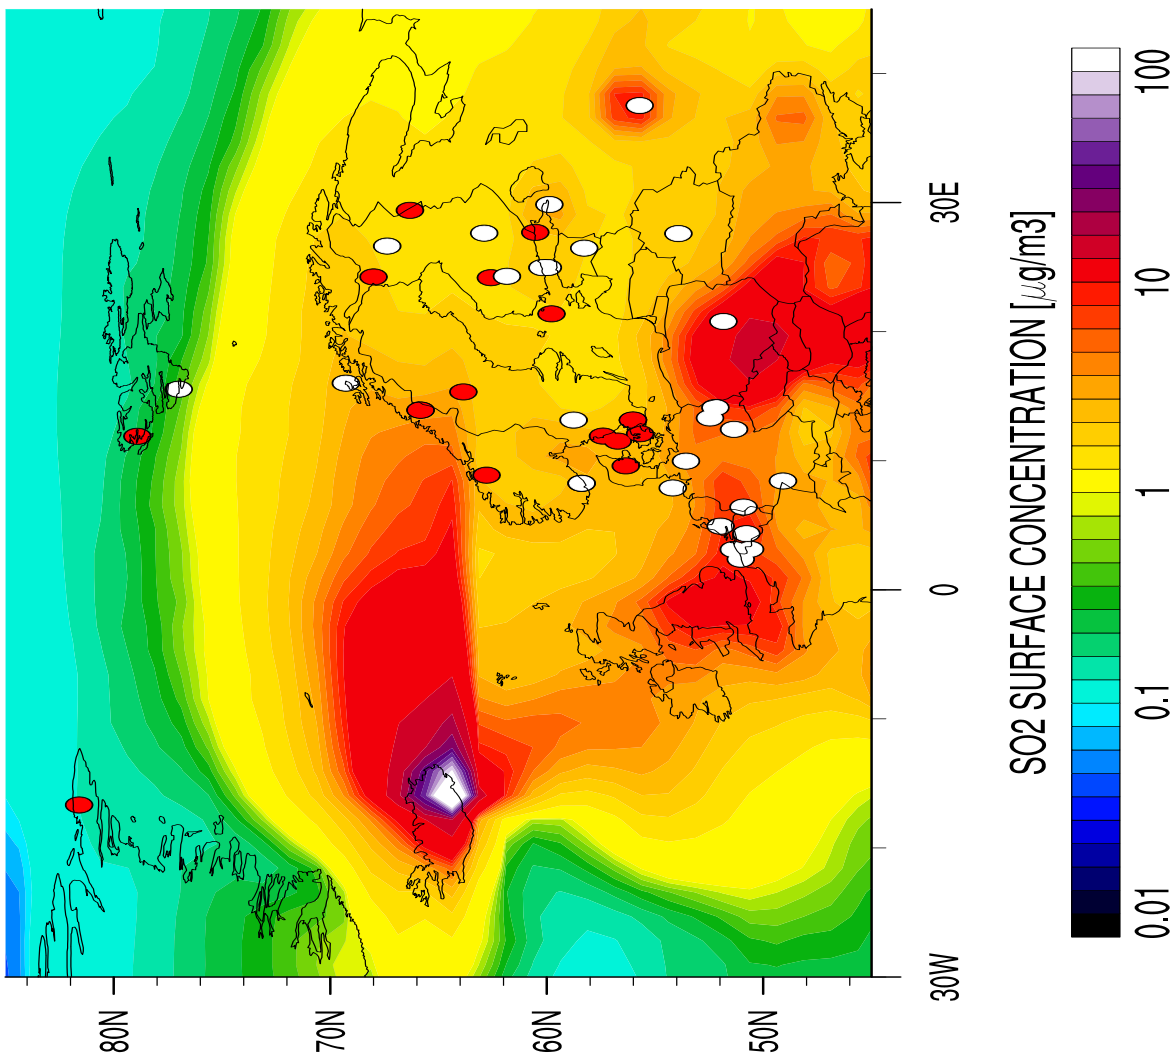 80N
70N
60N
50N
30W
0
30E
SO2 SURFACE CONCENTRATION [μg/m3]
0.01
0.1
1
10
100